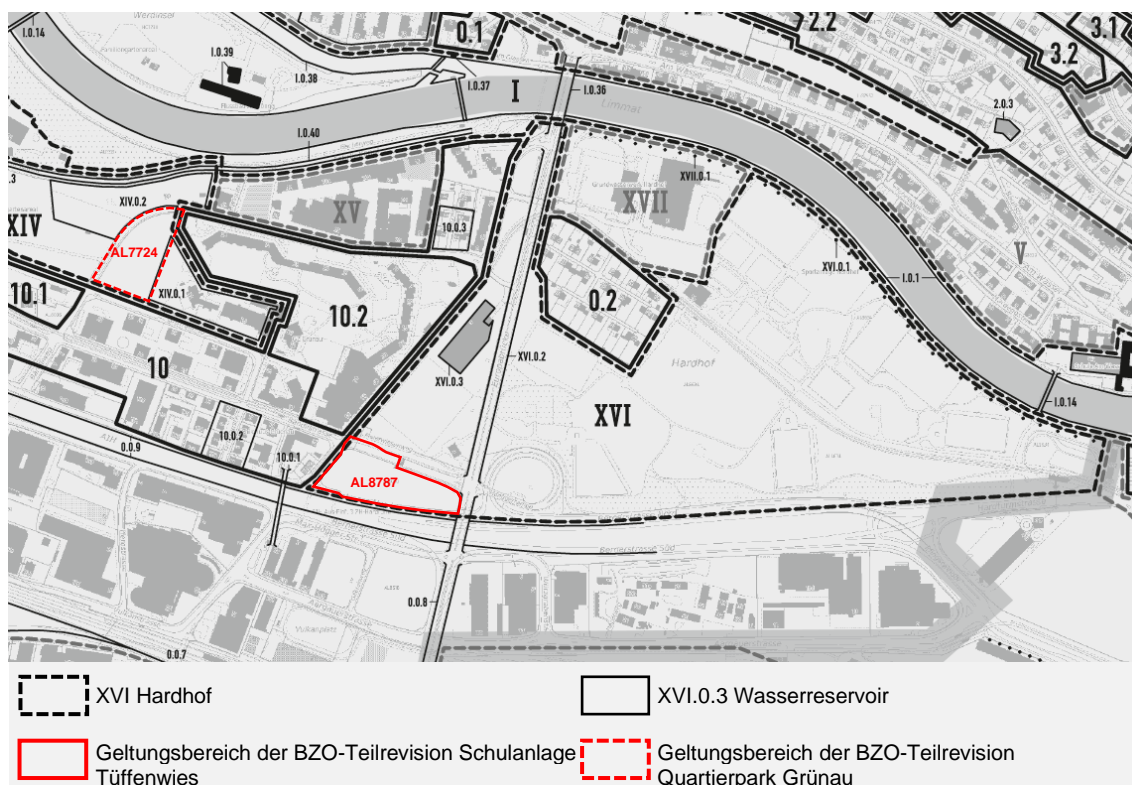 Werdinsel
I.0.14
I.0.39
I.0.38
0.1
2.2
3.1
3.2
I.0.37
I
I.0.36
Limmat
2.0.3
I.0.40
XVII.0.1
.3
XIV.0.2
XV
10.0.3
XVII
V
XIV
AL7724
XVI.0.1
I.0.1
XIV.0.1
10.1
10.2
0.2
Hardhof
XVI.0.2
10
XVI.0.3
I.0.14
XVI
10.0.2
0.0.9
10.0.1
AL8787
Bernerstrasse Süd
0.0.8
Vulkanplatz
0.0.7
XVI Hardhof
XVI.0.3 Wasserreservoir
Geltungsbereich der BZO-Teilrevision Schulanlage
Tüffenwies
Geltungsbereich der BZO-Teilrevision
Quartierpark Grünau